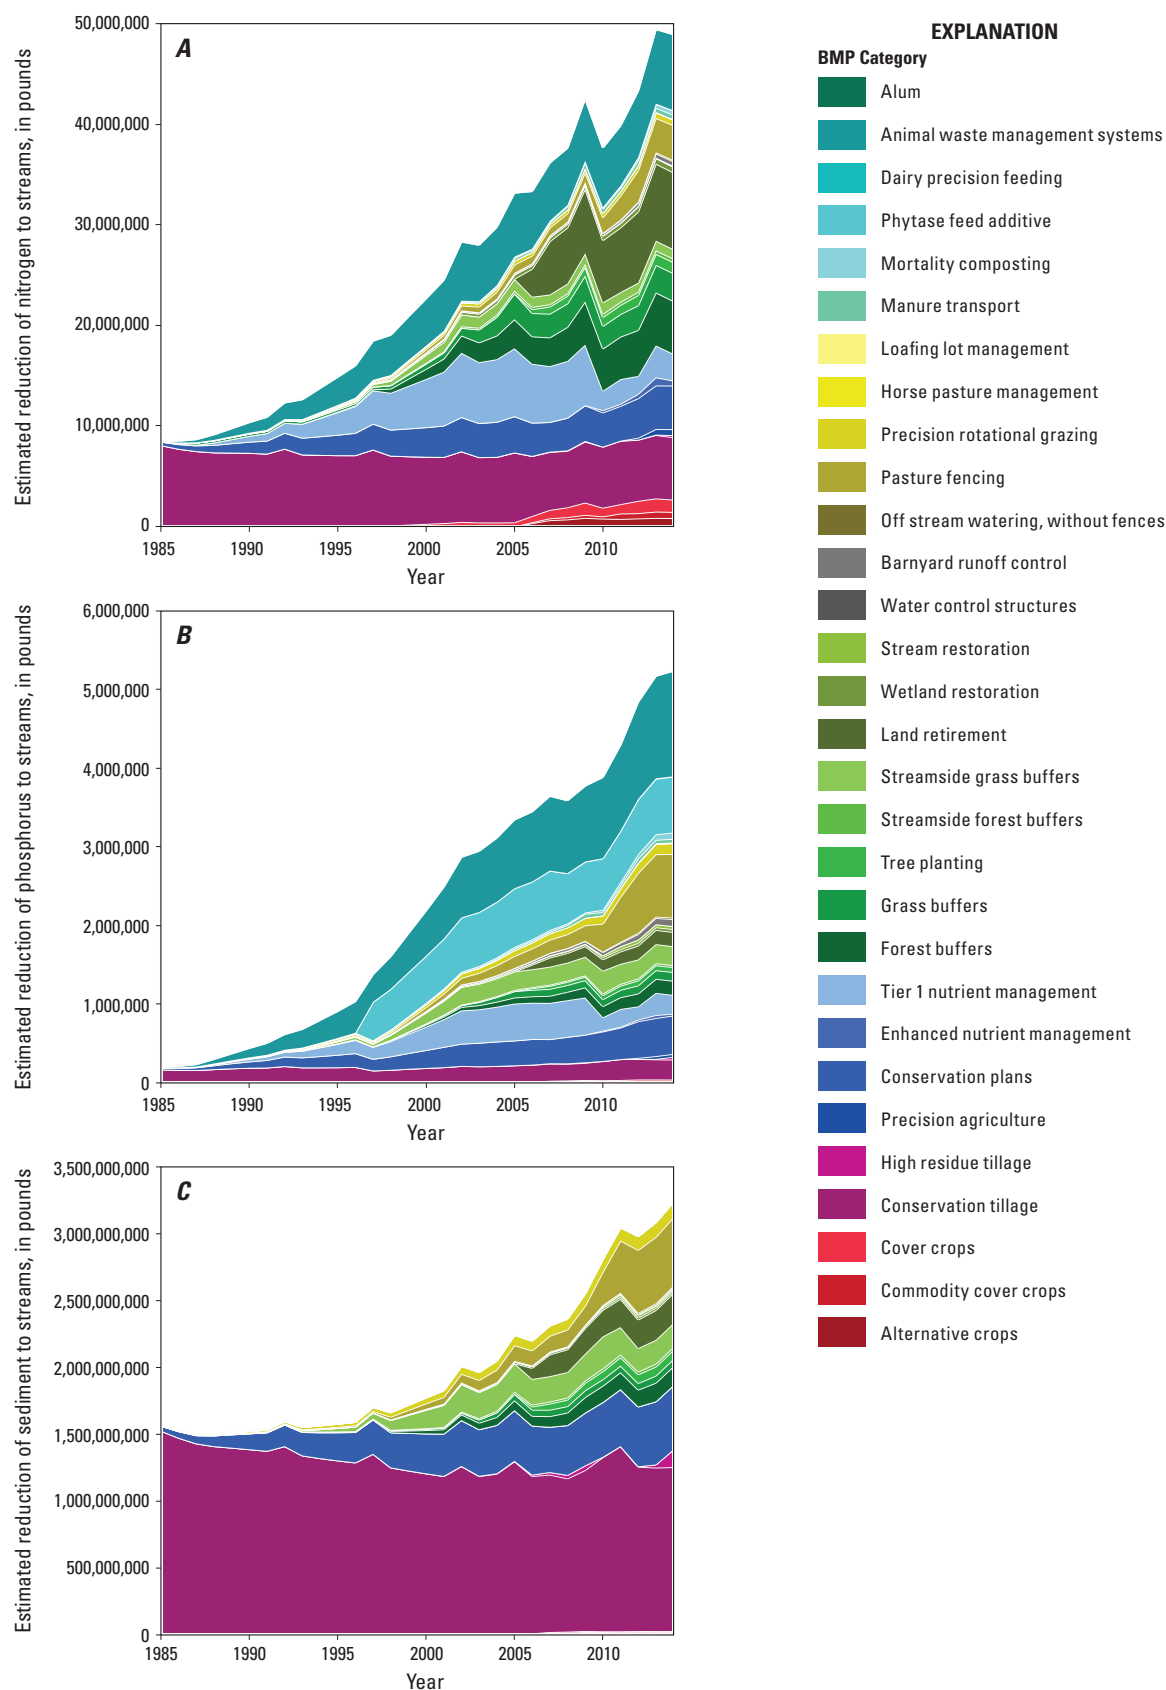 A
Estimated reduction of nitrogen to streams, in pounds
50,000,000
40,000,000
30,000,000
20,000,000
10,000,000
0
1985
1990
1995
2000
2005
2010
Year
B
Estimated reduction of phosphorus to streams, in pounds
6,000,000
5,000,000
4,000,000
3,000,000
2,000,000
1,000,000
0
1985
1990
1995
2000
2005
2010
Year
C
Estimated reduction of sediment to streams, in pounds
3,500,000,000
3,000,000,000
2,500,000,000
2,000,000,000
1,500,000,000
1,000,000,000
500,000,000
0
1985
1990
1995
2000
2005
2010
Year
EXPLANATION
BMP Category
Alum
Animal waste management systems
Dairy precision feeding
Phytase feed additive
Mortality composting
Manure transport
Loafing lot management
Horse pasture management
Precision rotational grazing
Pasture fencing
Off stream watering, without fences
Barnyard runoff control
Water control structures
Stream restoration
Wetland restoration
Land retirement
Streamside grass buffers
Streamside forest buffers
Tree planting
Grass buffers
Forest buffers
Tier 1 nutrient management
Enhanced nutrient management
Conservation plans
Precision agriculture
High residue tillage
Conservation tillage
Cover crops
Commodity cover crops
Alternative crops